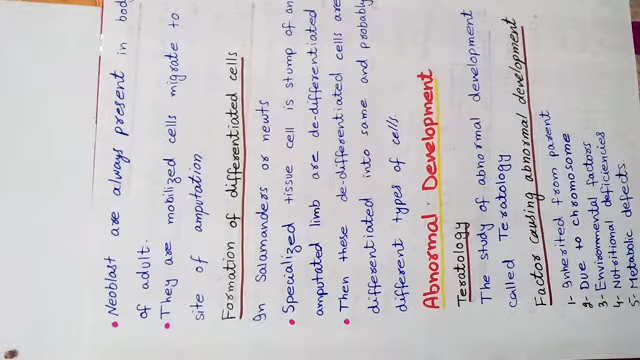 • Neoblast are always present in bod
of adult.
• They are mobilized cells migrate to
site of amputation
Formation of differentiated cells
In Salamanders or newts
• Specialized tissue cell is stump of an
amputated limb are de-differentiated
• Then these de-differentiated cells are
differentiated into same and probably
different types of cells.
Abnormal Development
Teratology
The study of abnormal development
called Teratology
Factor causing abnormal development
1- Inherited from parent
2- Due to chromosome
3- Environmental factors
4- Nutritional deficiencies
5- Metabolic defects